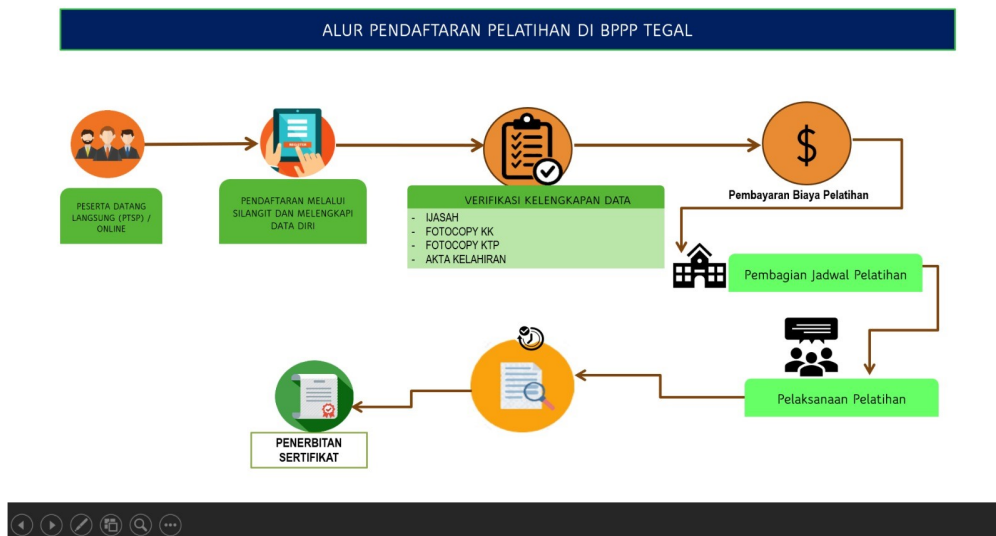 ALUR PENDAFTARAN PELATIHAN DI BPPP TEGAL
PESERTA DATANG
LANGSUNG (PTSP) /
ONLINE
REGISTER
PENDAFTARAN MELALUI
SILANGIT DAN MELENGKAPI
DATA DIRI
VERIFIKASI KELENGKAPAN DATA
- IJASAH
- FOTOCOPY KK
- FOTOCOPY KTP
- AKTA KELAHIRAN
$
Pembayaran Biaya Pelatihan
Pembagian Jadwal Pelatihan
Pelaksanaan Pelatihan
PENERBITAN
SERTIFIKAT